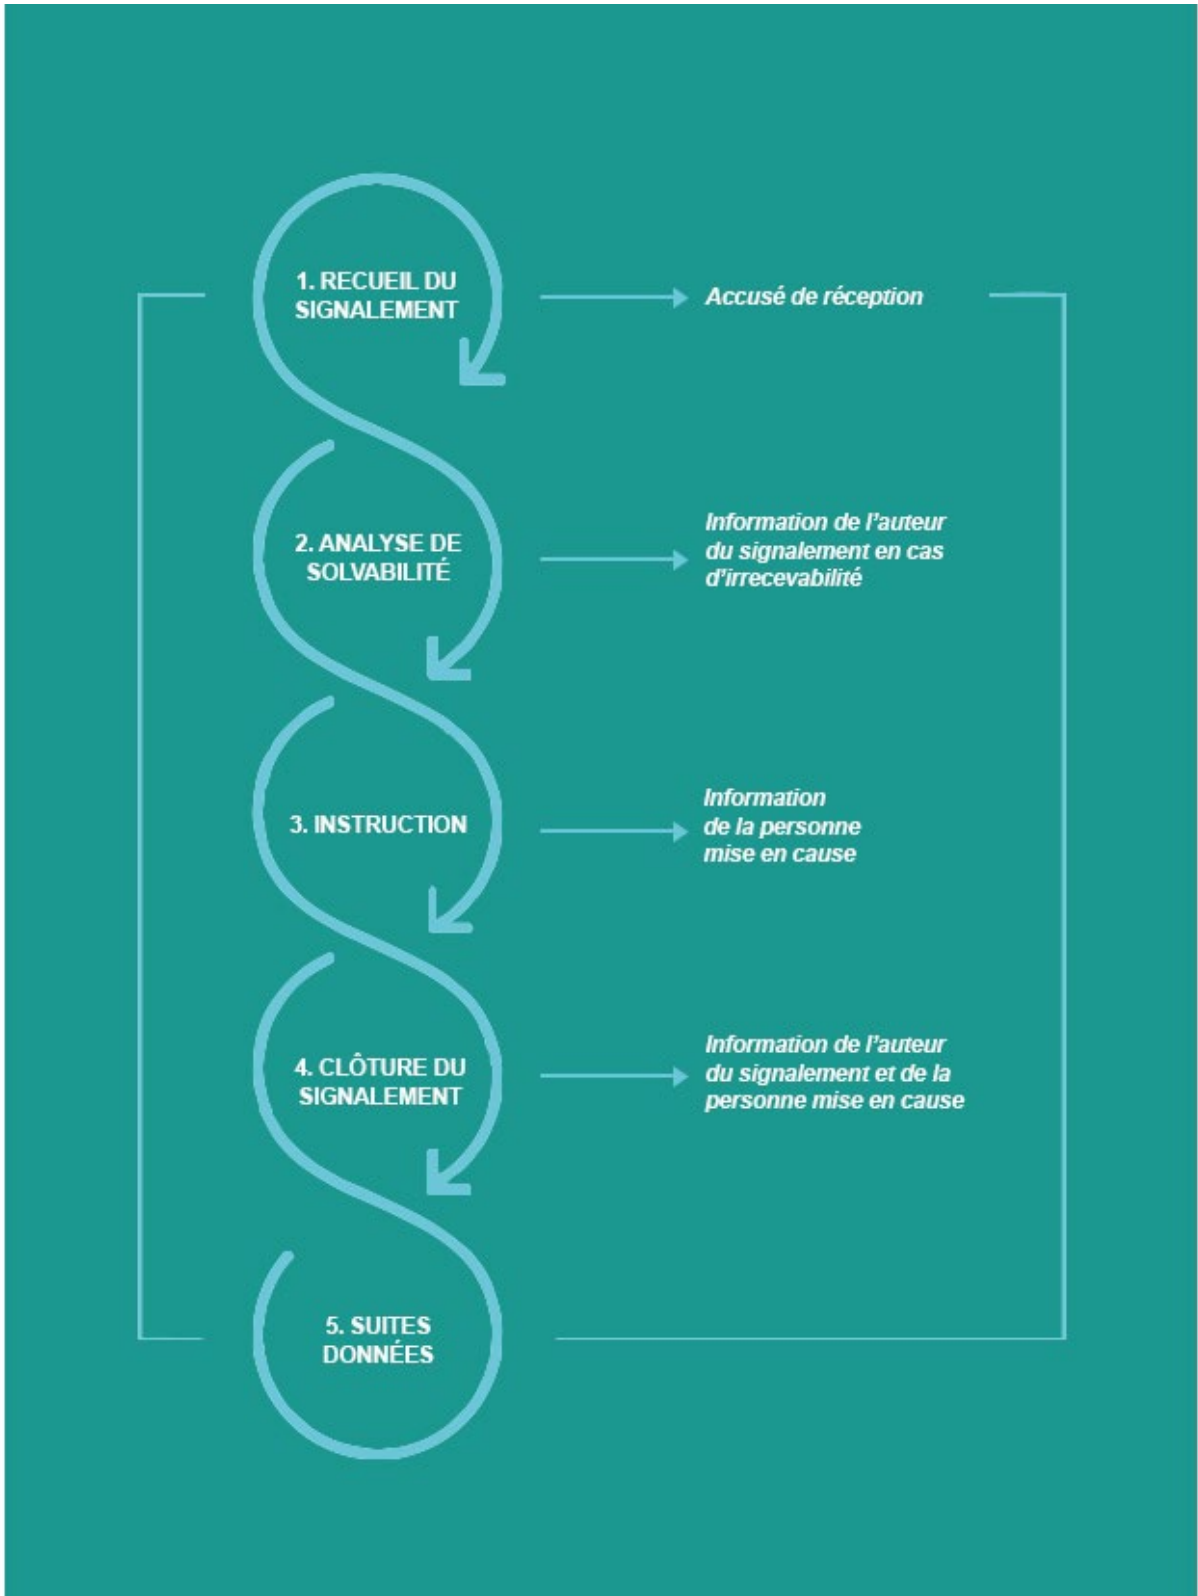 1. RECUEIL DU
SIGNALEMENT
Accusé de réception
2. ANALYSE DE
SOLVABILITÉ
Information de l'auteur
du signalement en cas
d'irrecevabilité
3. INSTRUCTION
Information
de la personne
mise en cause
4. CLÔTURE DU
SIGNALEMENT
Information de l'auteur
du signalement et de la
personne mise en cause
5. SUITES
DONNÉES